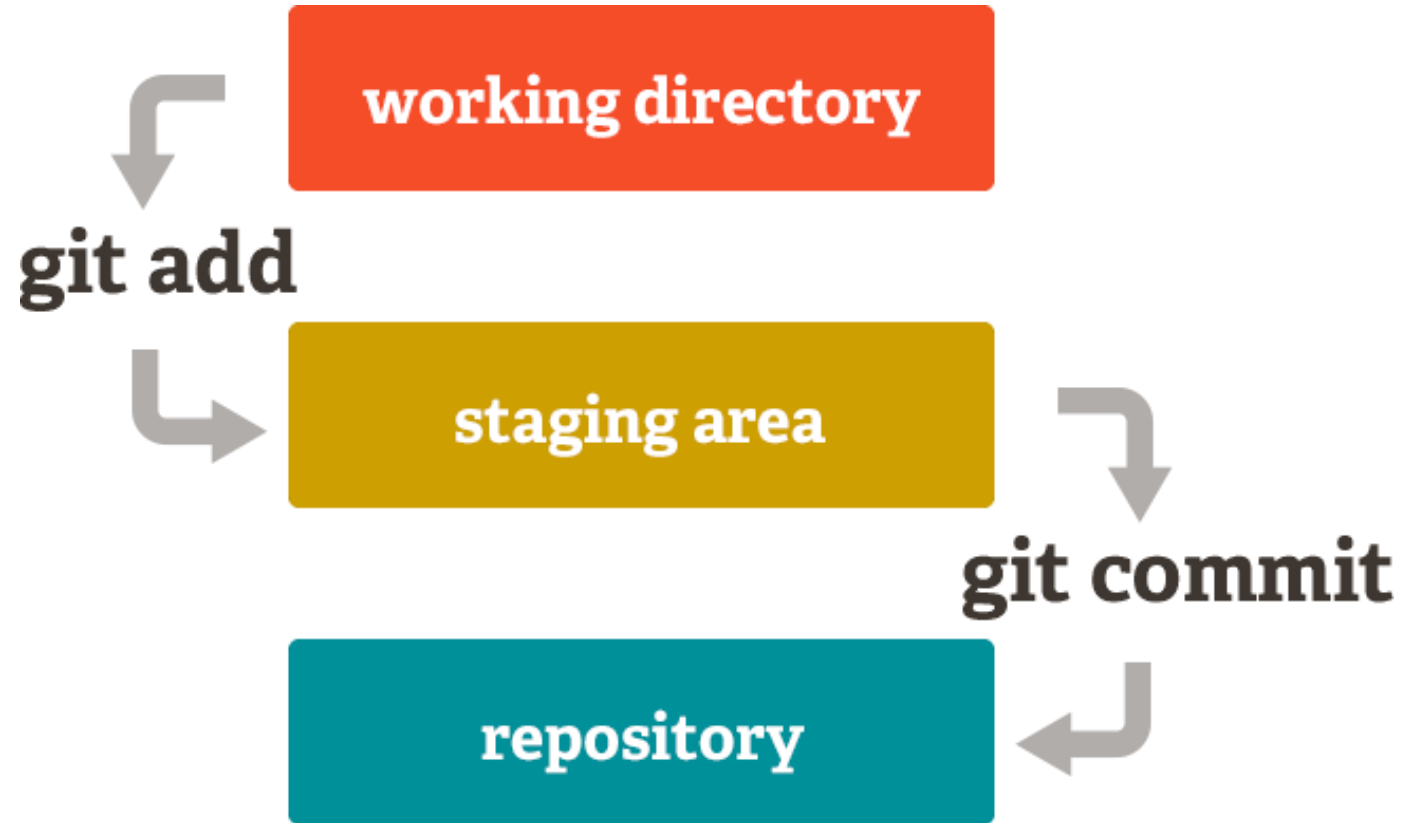 working directory
git add
staging area
git commit
repository